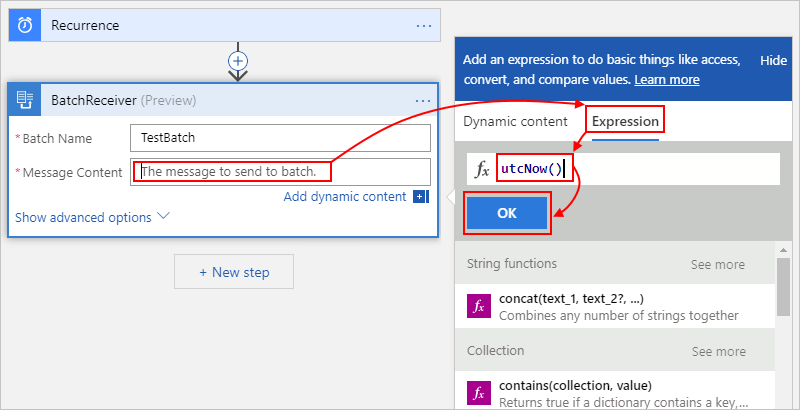 Recurrence
...
BatchReceiver (Preview)
...
* Batch Name
TestBatch
* Message Content
The message to send to batch.
Add dynamic content
Show advanced options
+ New step
Add an expression to do basic things like access,
convert, and compare values. Learn more
Hide
Dynamic content
Expression
fx utcNow()
OK
String functions
See more
fx concat(text_1, text_2?, ...)
Combines any number of strings together
Collection
See more
fx contains(collection, value)
Returns true if a dictionary contains a key,...